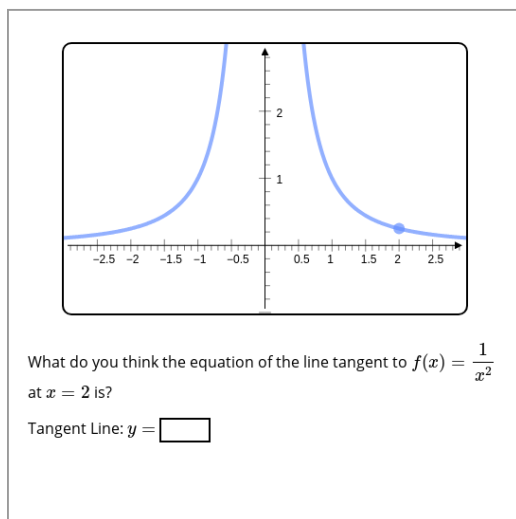 2
1
−2.5 −2 −1.5 −1 −0.5 0.5 1 1.5 2 2.5
What do you think the equation of the line tangent to f(x) = 1/x²
at x = 2 is?
Tangent Line: y =